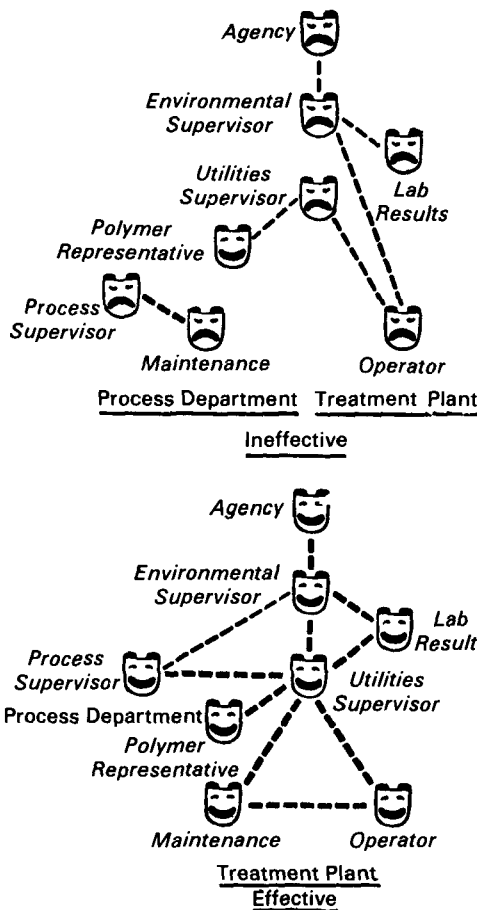 Agency
Environmental
Supervisor
Utilities
Supervisor
Lab
Results
Polymer
Representative
Process
Supervisor
Maintenance
Operator
Process Department Treatment Plant
Ineffective
Agency
Environmental
Supervisor
Lab
Result
Process
Supervisor
Utilities
Supervisor
Process Department
Polymer
Representative
Maintenance
Operator
Treatment Plant
Effective